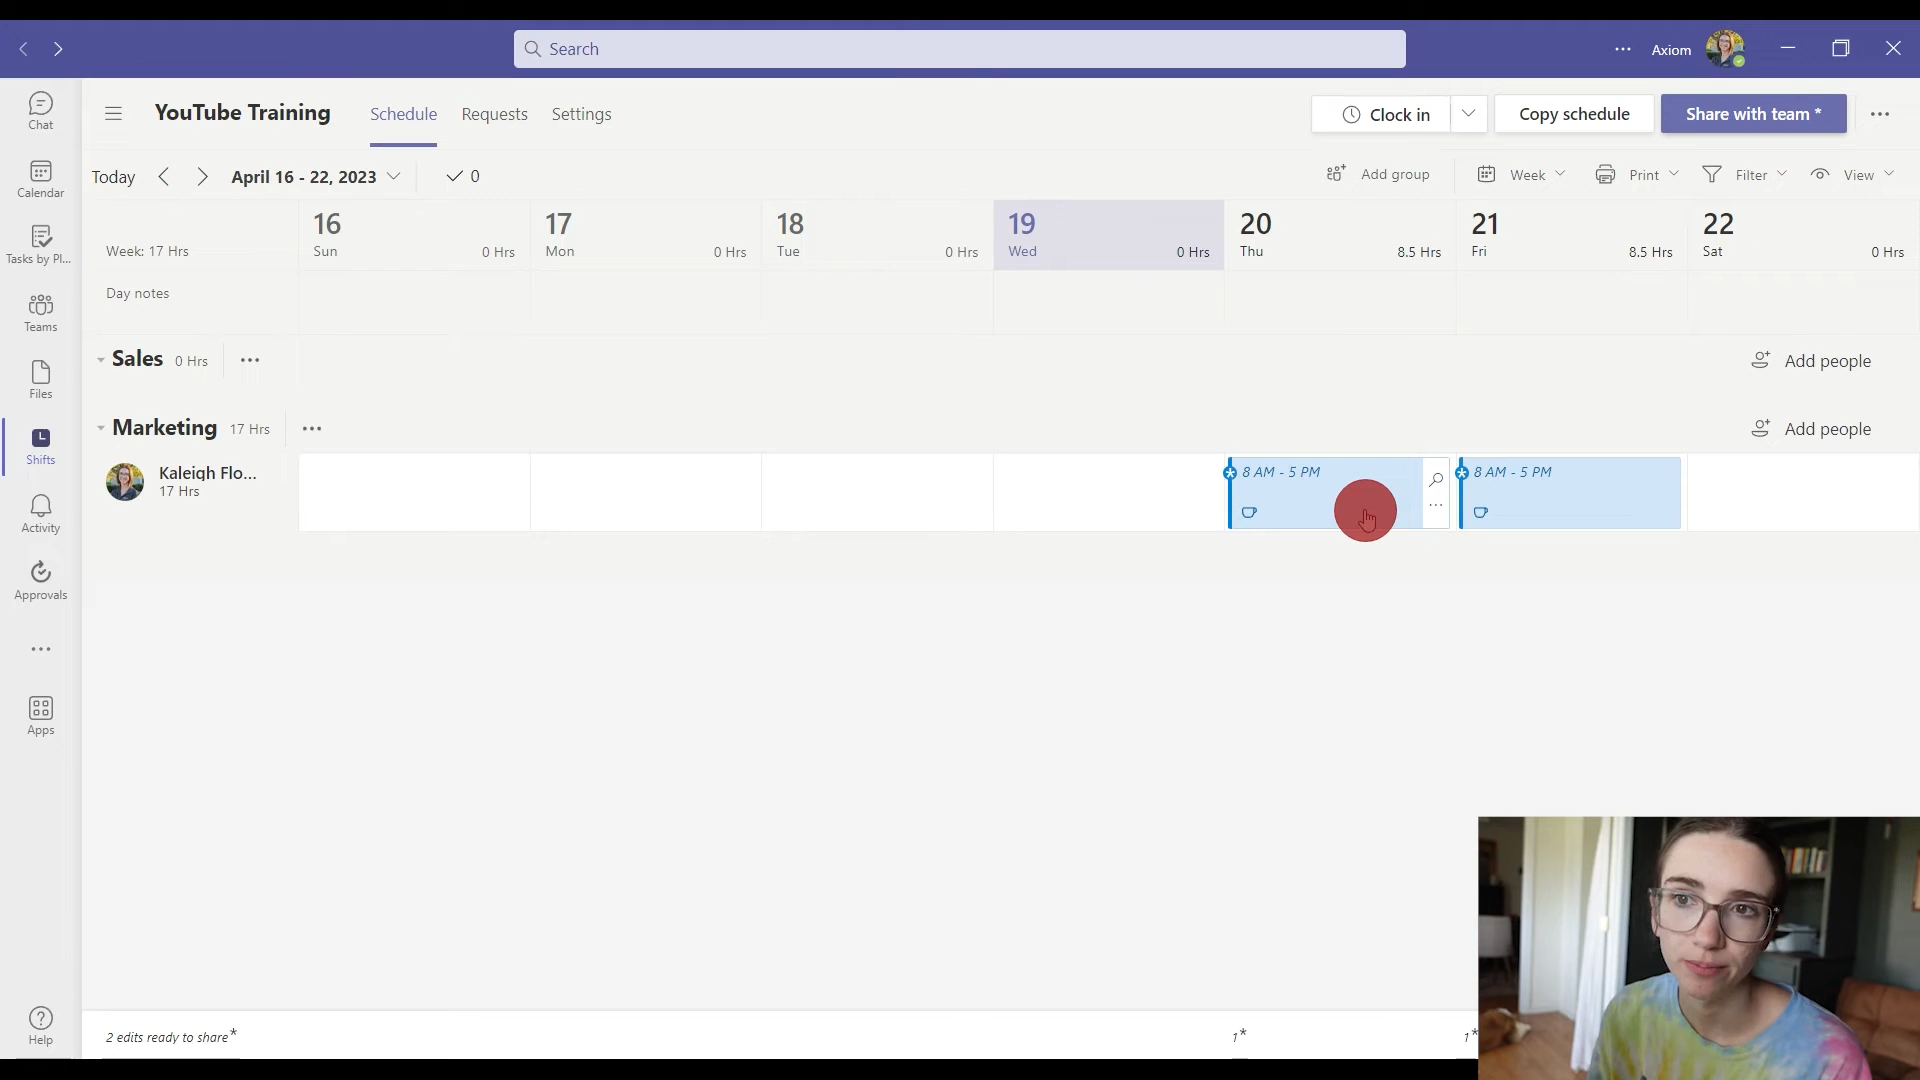 Search
Axiom
Chat
Calendar
Tasks by Pl...
Teams
Files
Shifts
Activity
Approvals
Apps
Help
YouTube Training
Schedule Requests Settings
Clock in
Copy schedule
Share with team *
Today
April 16 - 22, 2023
0
Add group
Week
Print
Filter
View
Week: 17 Hrs
16
Sun 0 Hrs
17
Mon 0 Hrs
18
Tue 0 Hrs
19
Wed 0 Hrs
20
Thu 8.5 Hrs
21
Fri 8.5 Hrs
22
Sat 0 Hrs
Day notes
Sales 0 Hrs ...
Add people
Marketing 17 Hrs ...
Add people
Kaleigh Flo...
17 Hrs
8 AM - 5 PM
8 AM - 5 PM
2 edits ready to share*
1*
1*